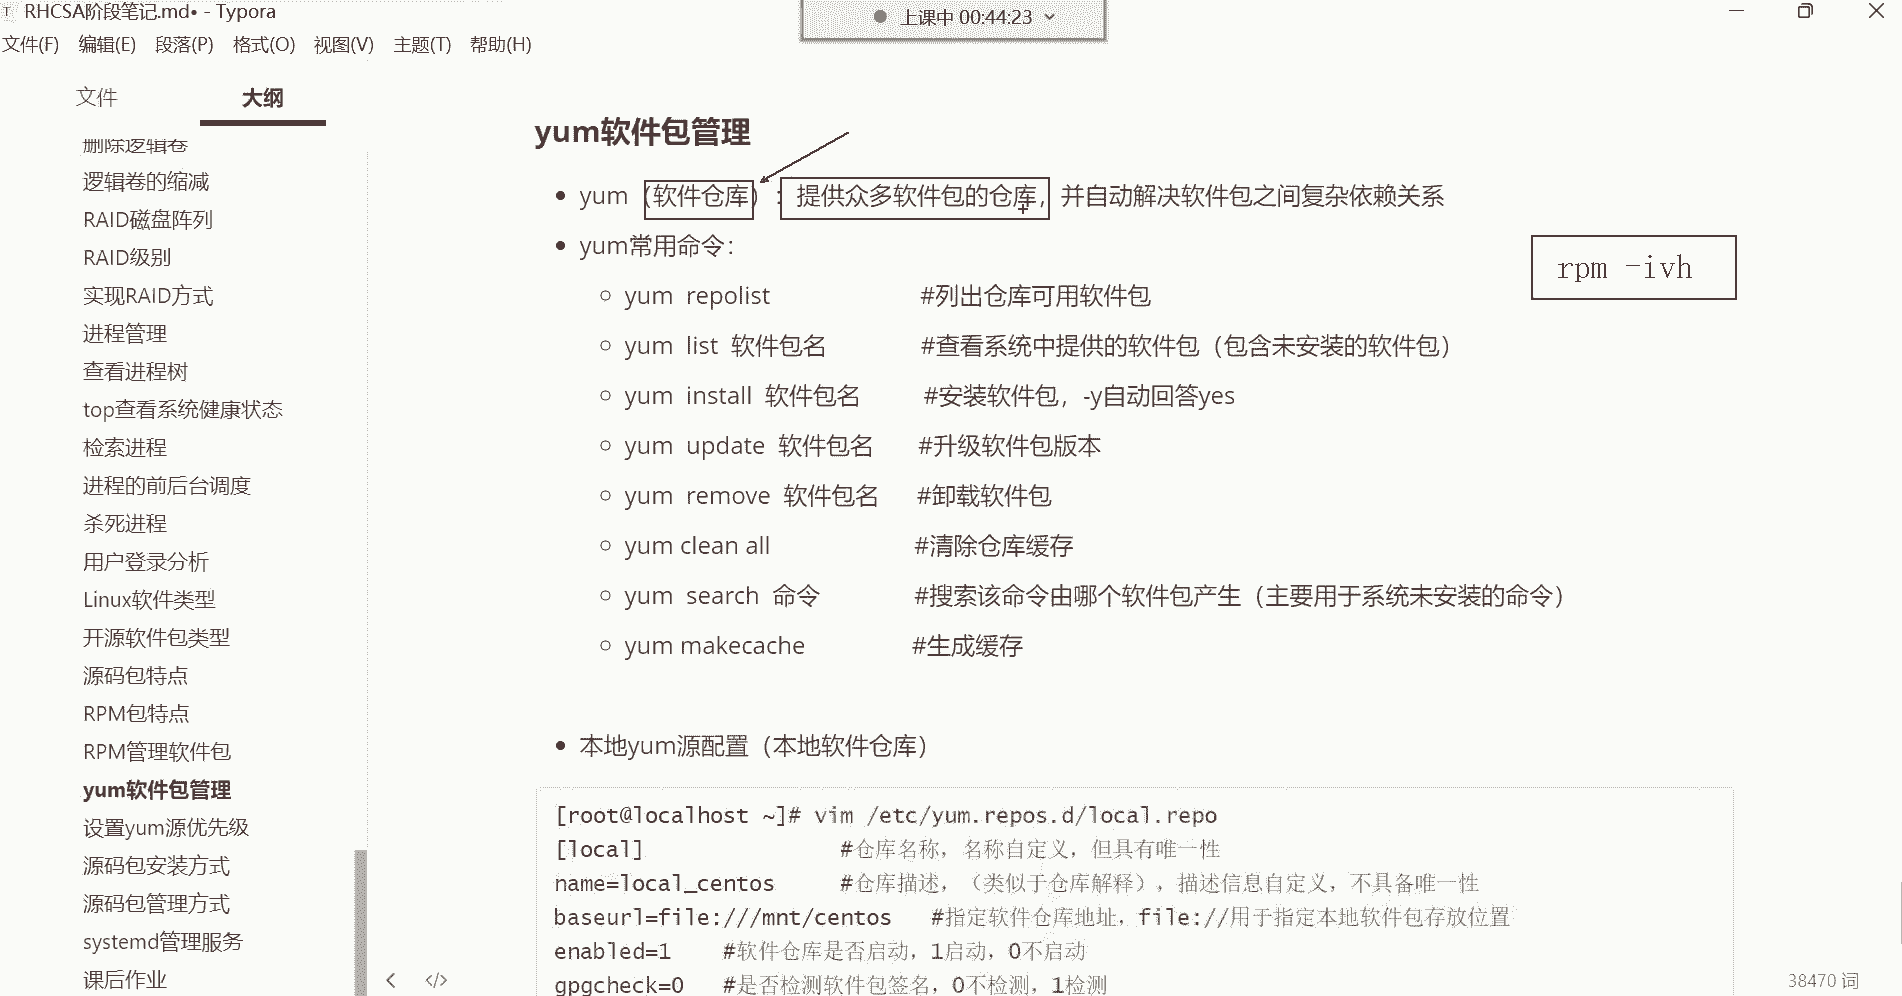 RHCSA阶段笔记.md• - Typora
上课中 00:44:23
文件(F) 编辑(E) 段落(P) 格式(O) 视图(V) 主题(T) 帮助(H)
文件 大纲
删除逻辑卷
逻辑卷的缩减
RAID磁盘阵列
RAID级别
实现RAID方式
进程管理
查看进程树
top查看系统健康状态
检索进程
进程的前后台调度
杀死进程
用户登录分析
Linux软件类型
开源软件包类型
源码包特点
RPM包特点
RPM管理软件包
yum软件包管理
设置yum源优先级
源码包安装方式
源码包管理方式
systemd管理服务
课后作业
yum软件包管理
yum（软件仓库）：提供众多软件包的仓库，并自动解决软件包之间复杂依赖关系
yum常用命令：
rpm -ivh
yum repolist #列出仓库可用软件包
yum list 软件包名 #查看系统中提供的软件包（包含未安装的软件包）
yum install 软件包名 #安装软件包，-y自动回答yes
yum update 软件包名 #升级软件包版本
yum remove 软件包名 #卸载软件包
yum clean all #清除仓库缓存
yum search 命令 #搜索该命令由哪个软件包产生（主要用于系统未安装的命令）
yum makecache #生成缓存
本地yum源配置（本地软件仓库）
[root@localhost ~]# vim /etc/yum.repos.d/local.repo
[local] #仓库名称，名称自定义，但具有唯一性
name=local_centos #仓库描述，（类似于仓库解释），描述信息自定义，不具备唯一性
baseurl=file:///mnt/centos #指定软件仓库地址，file://用于指定本地软件包存放位置
enabled=1 #软件仓库是否启动，1启动，0不启动
gpgcheck=0 #是否检测软件包签名，0不检测，1检测
38470 词